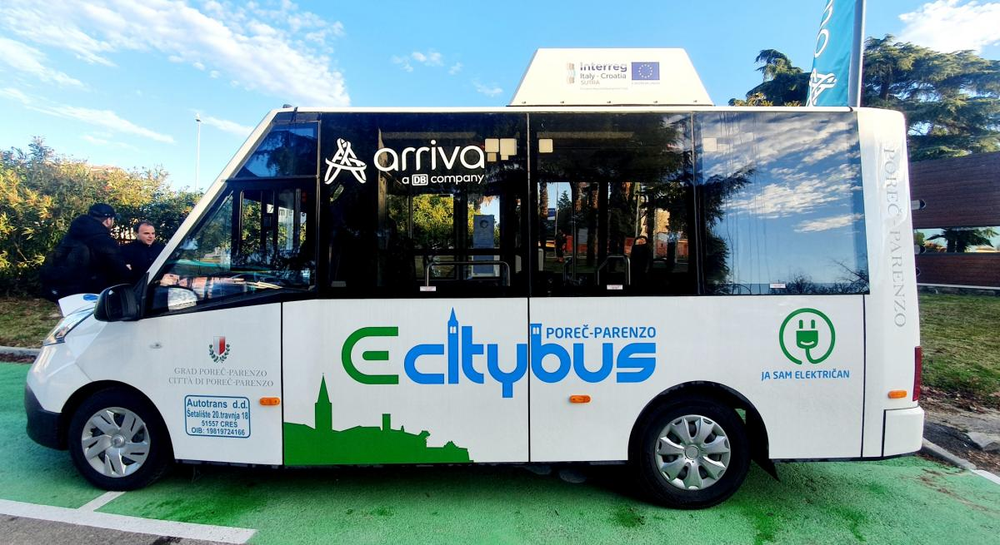 Interreg
Italy - Croatia
SUTRA
arriva
a DB company
POREČ-PARENZO
POREČ-PARENZO
Ecitybus
JA SAM ELEKTRIČAN
GRAD POREČ-PARENZO
CITTÀ DI POREČ-PARENZO
Autotrans d.d.
Šetalište 20.travnja 18
51557 CRES
OIB: 19819724166